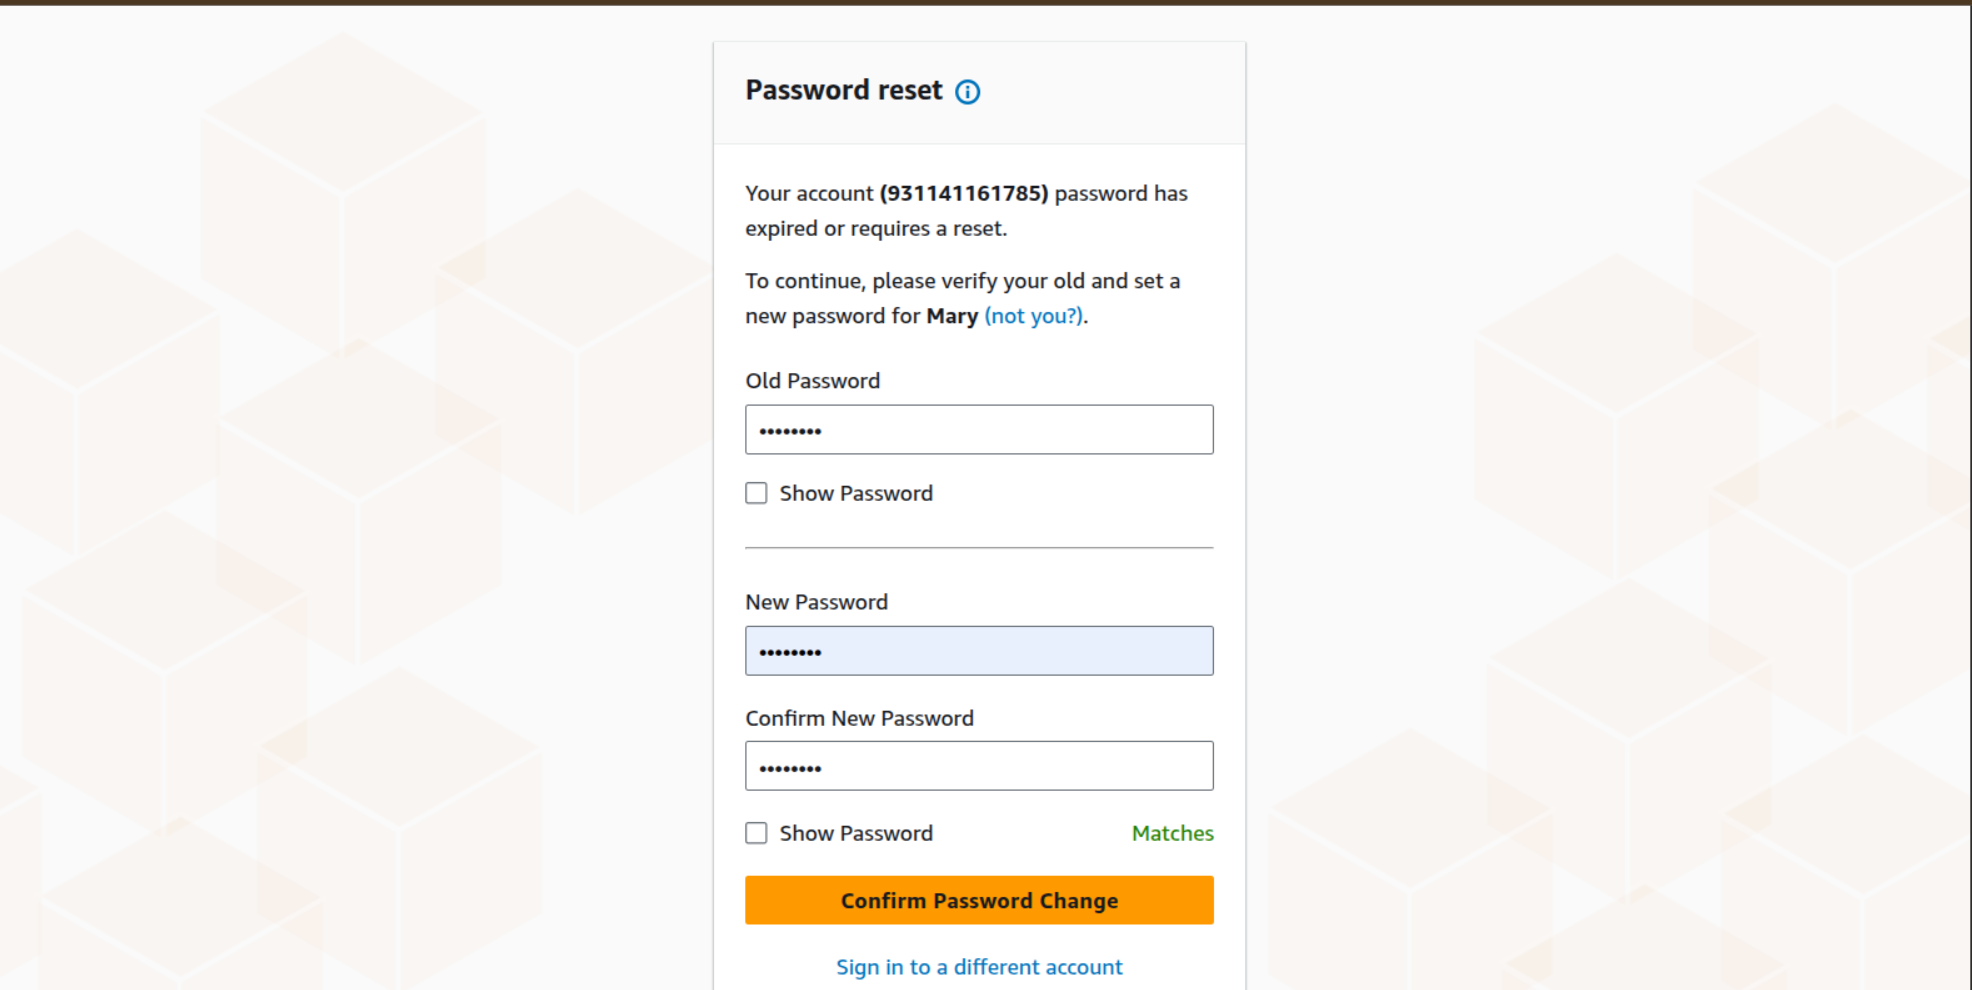 Password reset
Your account (931141161785) password has
expired or requires a reset.
To continue, please verify your old and set a
new password for Mary (not you?).
Old Password
••••••••
Show Password
New Password
••••••••
Confirm New Password
••••••••
Show Password
Matches
Confirm Password Change
Sign in to a different account